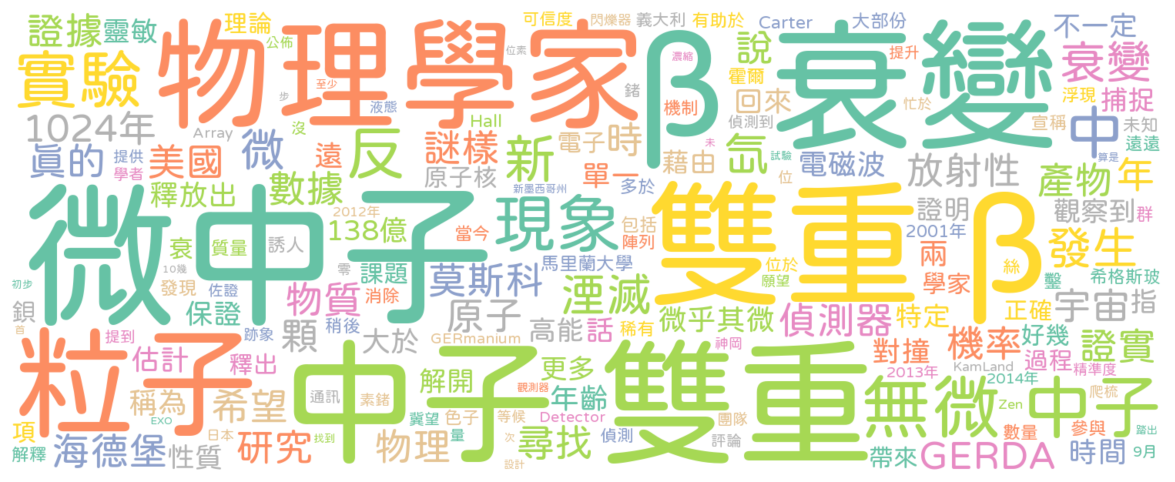 證據 靈敏 理論 公佈 可信度 閃爍器 義大利 有助於 Carter 大部份 不一定
實驗 物理學家 β 衰變 說 衰變
位素 至少 步 液態 鍺 濃縮 機制 霍爾 提升 回來 忙於 浮現 捕捉
1024年 Array 沒 Hall 偵測到 宣稱 中 未知
真的 提供 學者 美國 微 遠 反 謎樣 新 電子 時 藉由 氙 未 試驗 電磁波 放射性 算是 遠遠
釋放出 數據 原子核 單一 多於 位 產物 年
微中子 新墨西哥州 現象 雙重 β 證明 觀察到 群
2012年 138億 包括 陣列 2001年 發生
衰 質量 誘人 當今 兩 絲
初步 10幾 發現 佐證 零 課題 莫斯科 馬里蘭大學 湮滅 位於 願望 學家 鑿 希格斯玻
鋇 保證 物質 消除 原子 宇宙 指
首 提到 跡象 稍後 顆 大於 高能 話 稀有 微乎其微 偵測器 特定 正確
粒子 估計 釋出 GERmanium 神岡 對撞 機率 好幾 過程 證實
中子 雙重 更多 2013年 KamLand 2014年 精準度
稱為 希望 通訊 素鍺 解開 年齡 觀測器 無微 中子 Zen 爬梳
項 EXO 冀望 色子 等候 Detector 團隊 數量 參與 踏出
解釋 海德堡 性質 日本 研究 找到 物理 量 次 尋找 偵測 評論 帶來 GERDA 時間 9月
設計